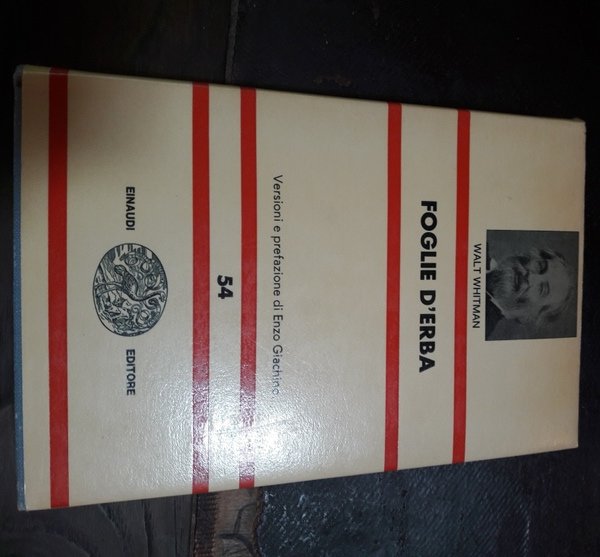 WALT WHITMAN
FOGLIE D'ERBA
Versioni e prefazione di Enzo Giachino
54
EINAUDI EDITORE